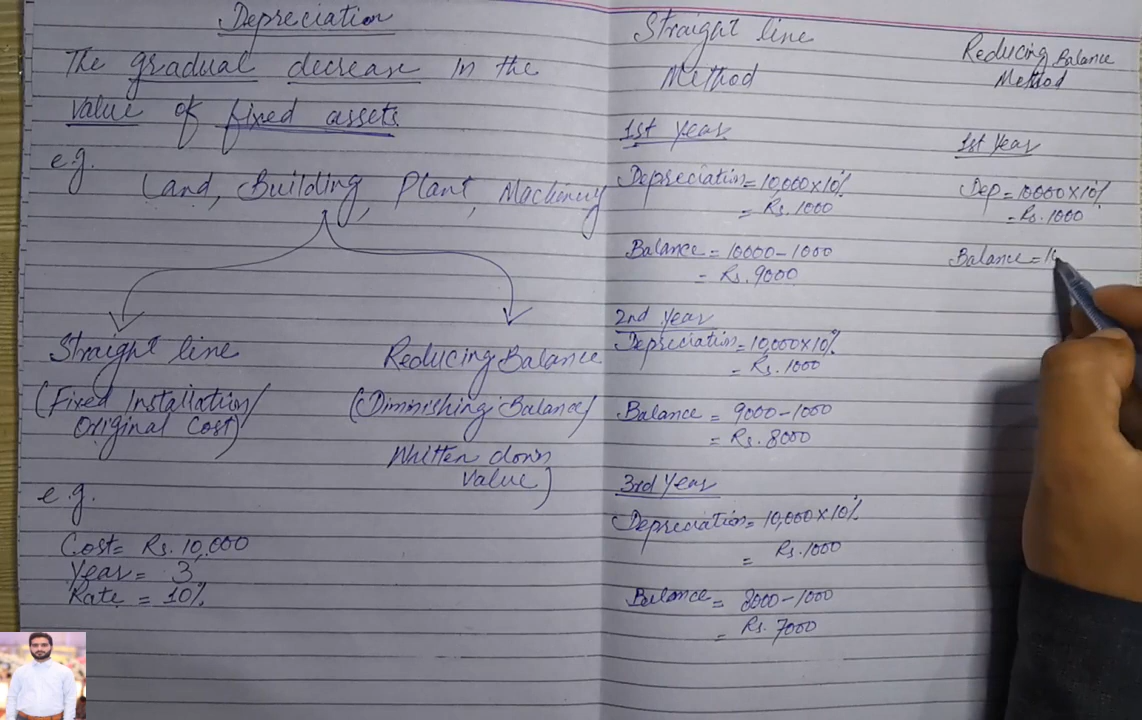 Depreciation
The gradual decrease in the
value of fixed assets
e.g.
Land, Building, Plant, Machinery
Straight line
(Fixed Installation/
Original Cost)
Reducing Balance
(Diminishing Balance/
Written down
Value)
e.g.
Cost = Rs. 10,000
Year = 3
Rate = 10%
Straight line
Method
1st Year
Depreciation = 10,000 x 10%
= Rs. 1000
Balance = 10000 - 1000
= Rs. 9000
2nd Year
Depreciation = 10,000 x 10%
= Rs. 1000
Balance = 9000 - 1000
= Rs. 8000
3rd Year
Depreciation = 10,000 x 10%
= Rs. 1000
Balance = 8000 - 1000
= Rs. 7000
Reducing Balance
Method
1st Year
Dep = 10000 x 10%
= Rs. 1000
Balance = 10